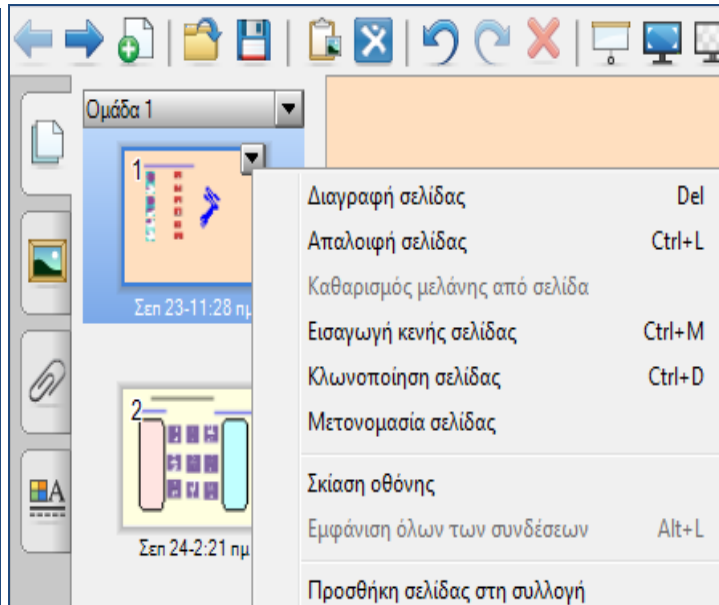 Ομάδα 1
1
Σεπ 23-11:28 πμ
2
Σεπ 24-2:21 πμ
Διαγραφή σελίδας Del
Απαλοιφή σελίδας Ctrl+L
Καθαρισμός μελάνης από σελίδα
Εισαγωγή κενής σελίδας Ctrl+M
Κλωνοποίηση σελίδας Ctrl+D
Μετονομασία σελίδας
Σκίαση οθόνης
Εμφάνιση όλων των συνδέσεων Alt+L
Προσθήκη σελίδας στη συλλογή